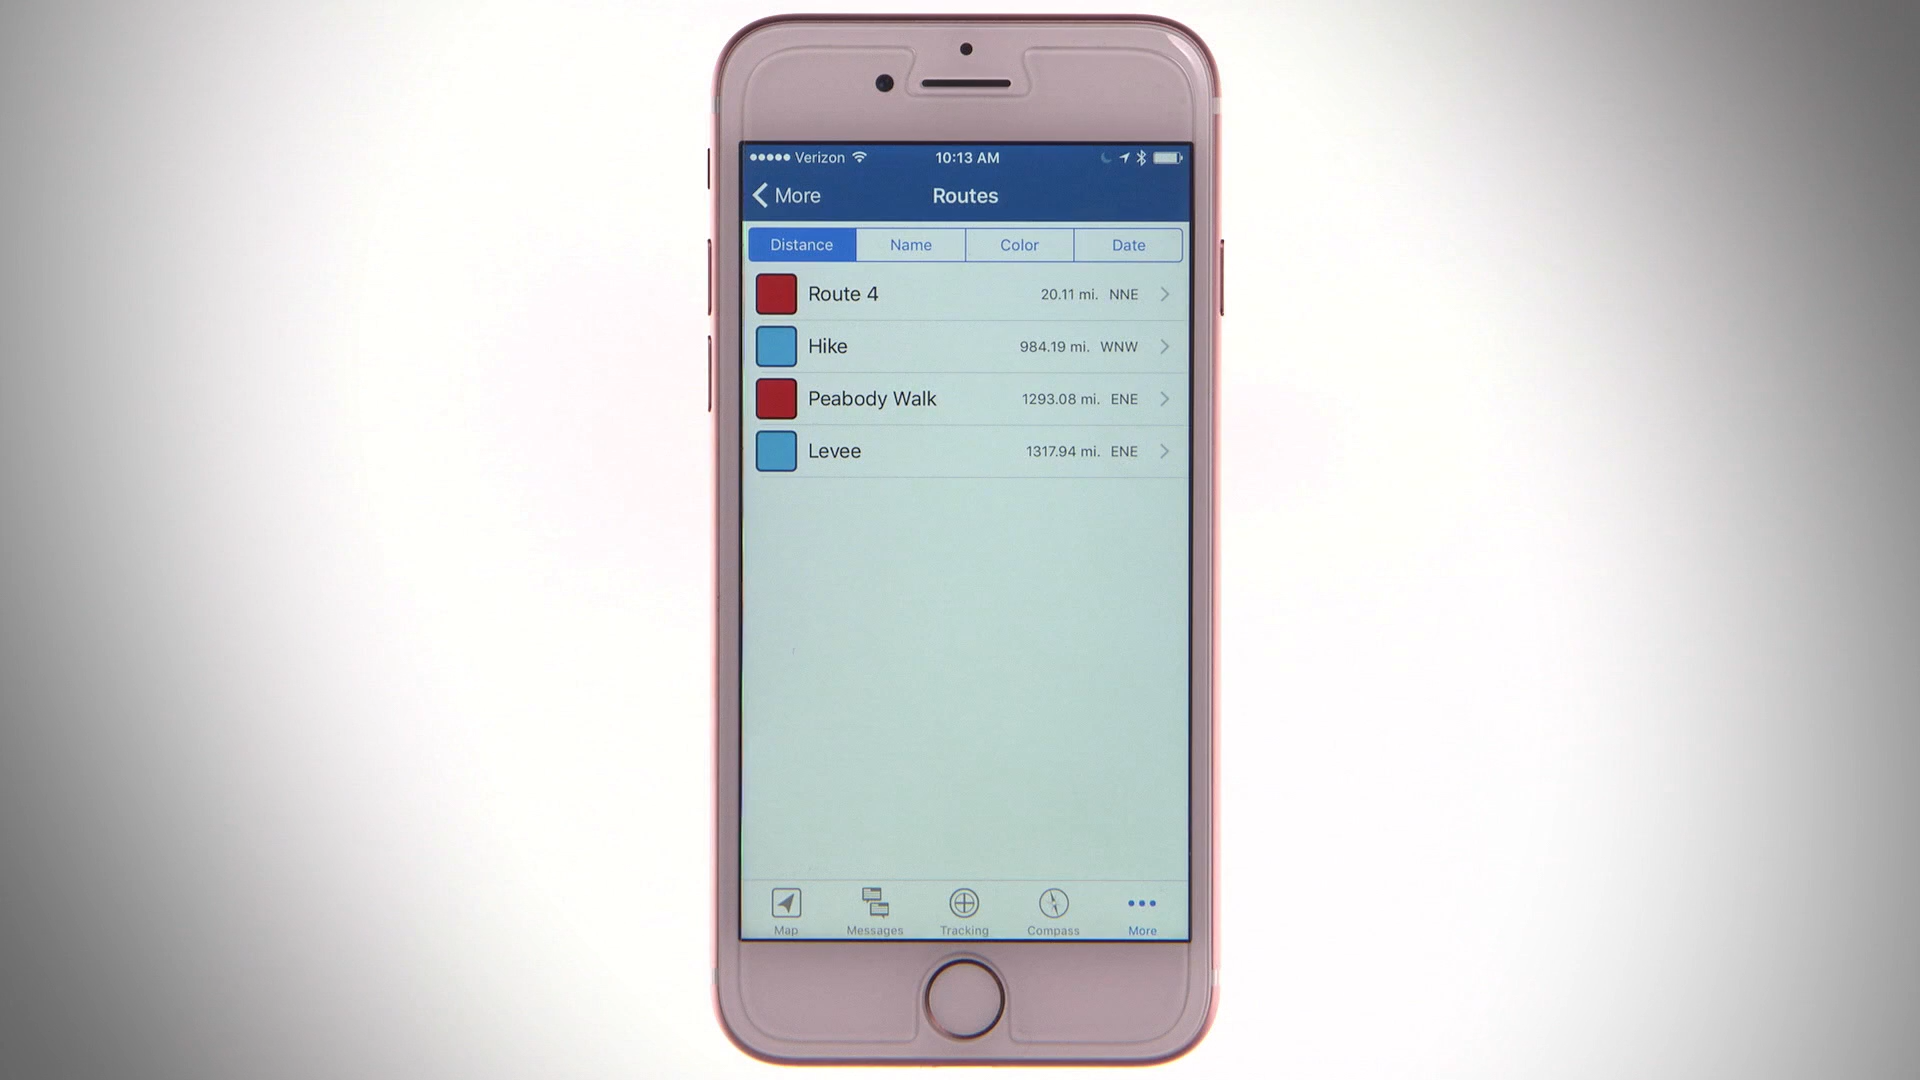 Verizon 10:13 AM
More Routes
Distance Name Color Date
Route 4 20.11 mi. NNE
Hike 984.19 mi. WNW
Peabody Walk 1293.08 mi. ENE
Levee 1317.94 mi. ENE
Map Messages Tracking Compass More